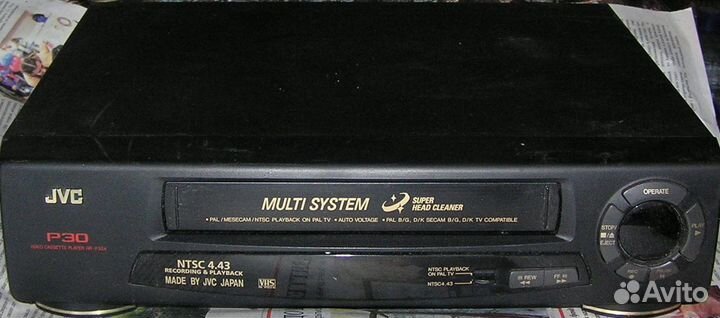 JVC
P30
VIDEO CASSETTE PLAYER
MULTI SYSTEM
SUPER
HEAD CLEANER
• PAL/MESECAM/NTSC PLAYBACK ON PAL TV • AUTO VOLTAGE • PAL B/G, D/K SECAM B/G, D/K TV COMPATIBLE
NTSC 4.43
RECORDING & PLAYBACK
MADE BY JVC JAPAN
VHS
NTSC PLAYBACK
ON PAL TV
NTSC4.43
REW
FF
OPERATE
STOP/
EJECT
PLAY
REC
Avito